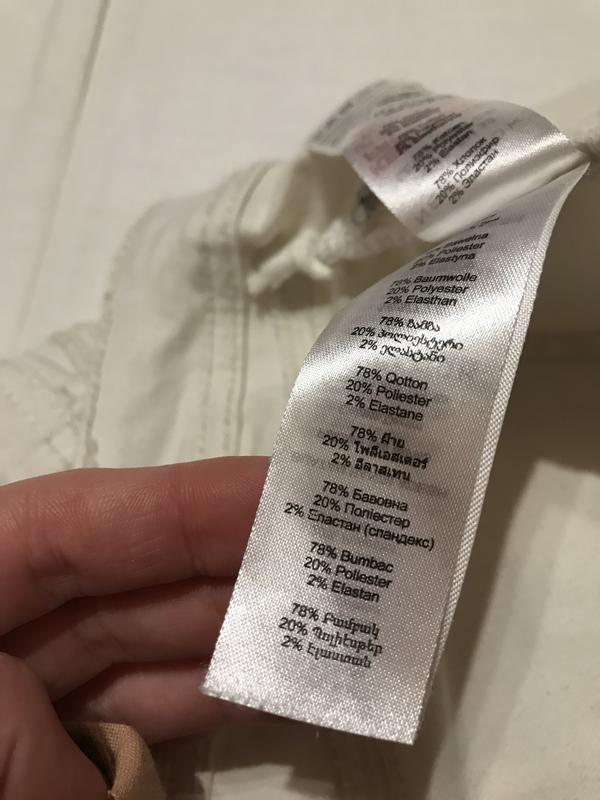 78% Хлопок
20% Полиэфир
2% Эластан
Poliester
2% Elastyna
78% Baumwolle
20% Polyester
2% Elasthan
78% ბამბა
20% პოლიესტერი
2% ელასტანი
78% Qotton
20% Poliester
2% Elastane
78% ฝ้าย
20% โพลีเอสเตอร์
2% อีลาสเทน
78% Бавовна
20% Поліестер
2% Еластан (спандекс)
78% Bumbac
20% Poliester
2% Elastan
78% Բամբակ
20% Պոլիէսթեր
2% Էլաստան